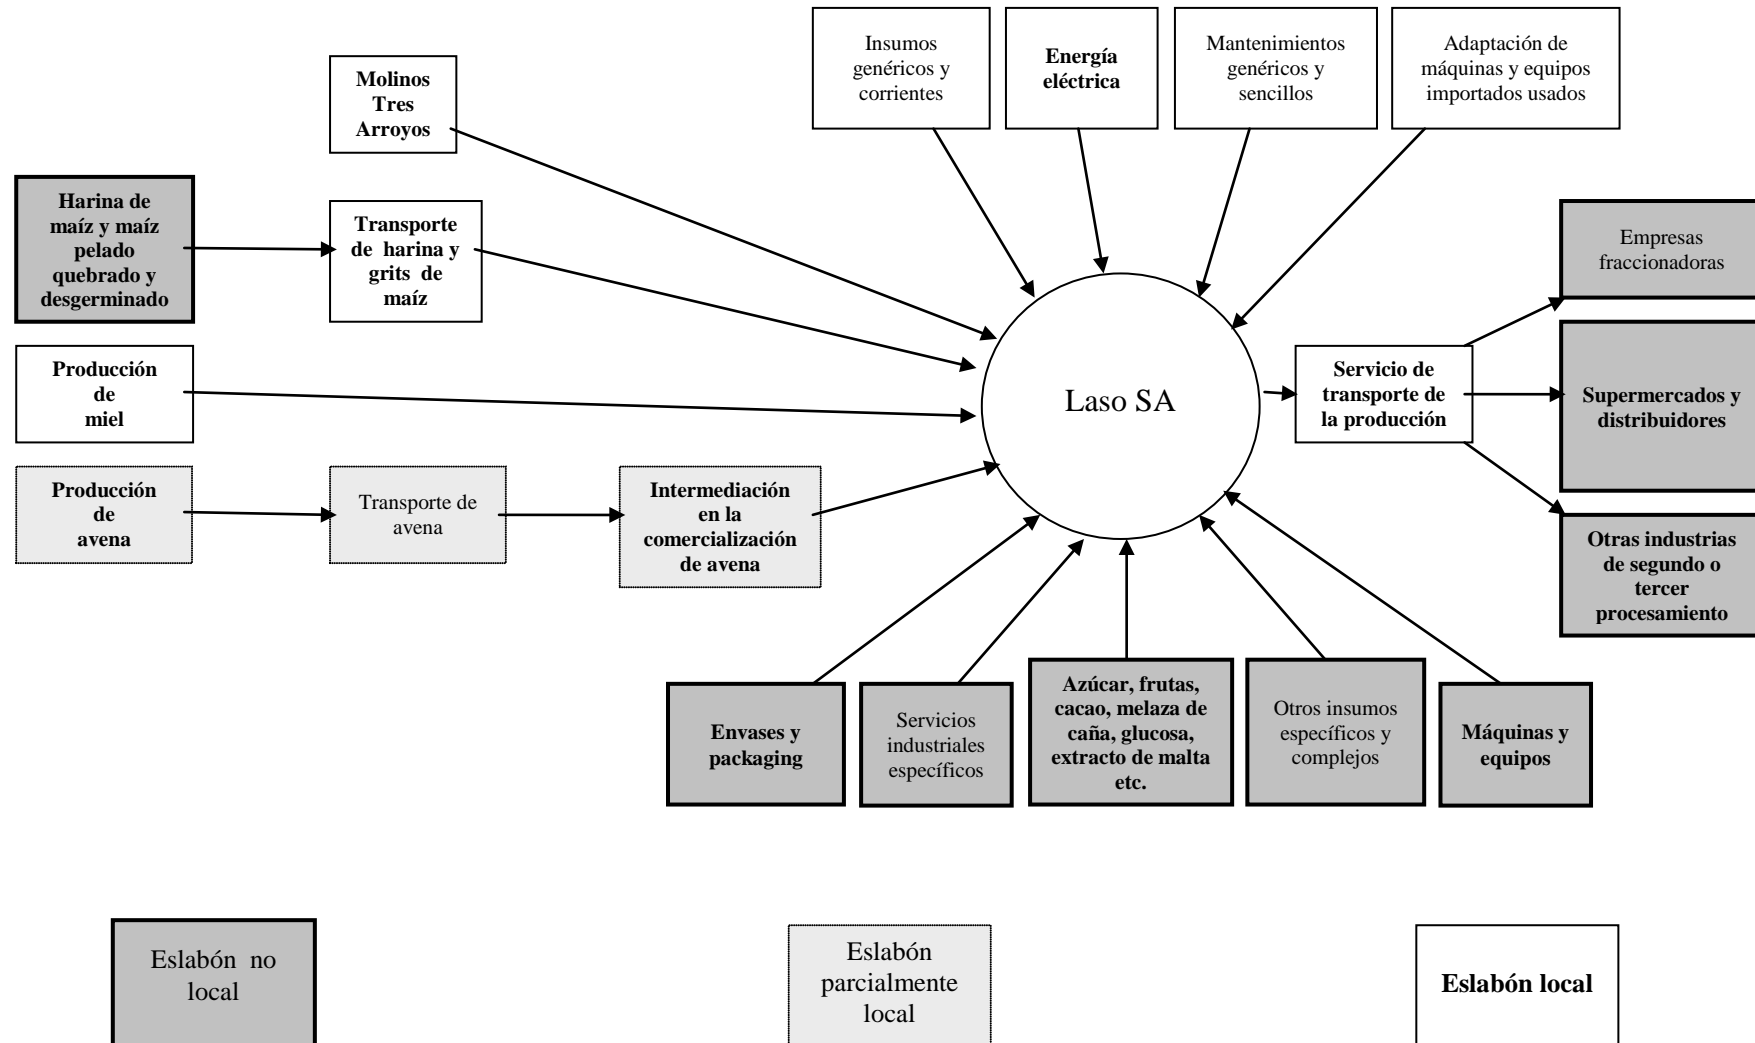 Insumos
genéricos y
corrientes
Energía
eléctrica
Mantenimientos
genéricos y
sencillos
Adaptación de
máquinas y equipos
importados usados
Molinos
Tres
Arroyos
Harina de
maíz y maíz
pelado
quebrado y
desgerminado
Transporte
de harina y
grits de
maíz
Empresas
fraccionadoras
Producción
de
miel
Laso SA
Servicio de
transporte de
la producción
Supermercados y
distribuidores
Producción
de
avena
Transporte de
avena
Intermediación
en la
comercialización
de avena
Otras industrias
de segundo o
tercer
procesamiento
Envases y
packaging
Servicios
industriales
específicos
Azúcar, frutas,
cacao, melaza de
caña, glucosa,
extracto de malta
etc.
Otros insumos
específicos y
complejos
Máquinas y
equipos
Eslabón no
local
Eslabón
parcialmente
local
Eslabón local